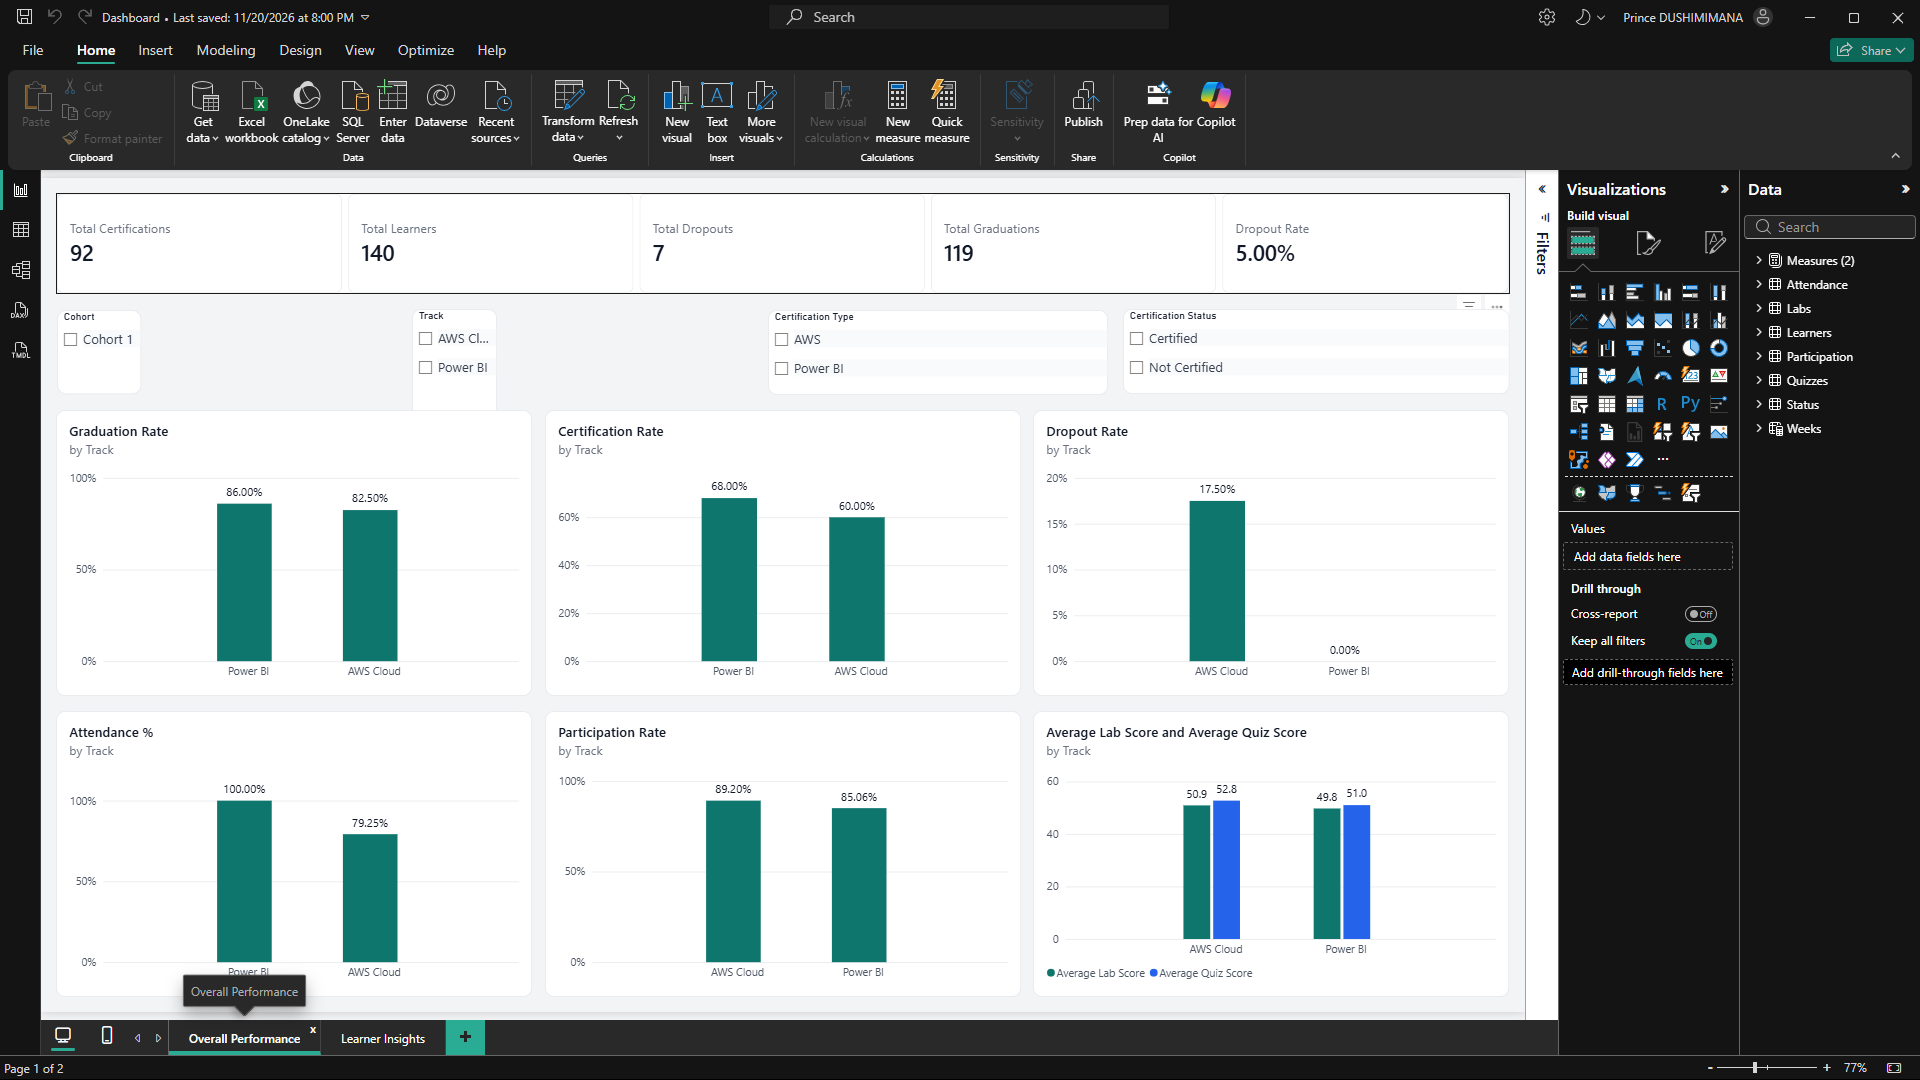 Dashboard • Last saved: 11/20/2026 at 8:00 PM
Search
Prince DUSHIMIMANA
File Home Insert Modeling Design View Optimize Help
Share
Paste
Cut
Copy
Format painter
Clipboard
Get data
Excel workbook
OneLake catalog
SQL Server
Enter data
Dataverse
Recent sources
Data
Transform data
Refresh
Queries
New visual
Text box
More visuals
Insert
New visual calculation
New measure
Quick measure
Calculations
Sensitivity
Sensitivity
Publish
Share
Prep data for AI
Copilot
Copilot
Total Certifications
92
Total Learners
140
Total Dropouts
7
Total Graduations
119
Dropout Rate
5.00%
Cohort
Cohort 1
Track
AWS Cl...
Power BI
Certification Type
AWS
Power BI
Certification Status
Certified
Not Certified
Graduation Rate
by Track
100%
50%
0%
86.00%
82.50%
Power BI
AWS Cloud
Certification Rate
by Track
60%
40%
20%
0%
68.00%
60.00%
Power BI
AWS Cloud
Dropout Rate
by Track
20%
15%
10%
5%
0%
17.50%
0.00%
AWS Cloud
Power BI
Attendance %
by Track
100%
50%
0%
100.00%
79.25%
Power BI
AWS Cloud
Overall Performance
Participation Rate
by Track
100%
50%
0%
89.20%
85.06%
AWS Cloud
Power BI
Average Lab Score and Average Quiz Score
by Track
60
40
20
0
50.9
52.8
49.8
51.0
AWS Cloud
Power BI
Average Lab Score
Average Quiz Score
Filters
Visualizations
Build visual
123
R
Py
...
Values
Add data fields here
Drill through
Cross-report
Off
Keep all filters
On
Add drill-through fields here
Data
Search
Measures (2)
Attendance
Labs
Learners
Participation
Quizzes
Status
Weeks
DAX
TMDL
Overall Performance
x
Learner Insights
+
Page 1 of 2
-
+
77%